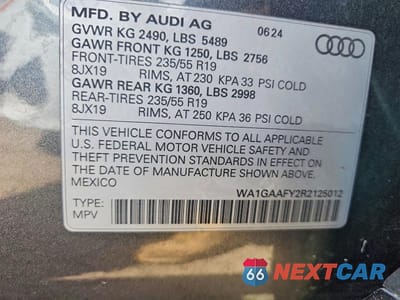 MFD. BY AUDI AG 0624
GVWR KG 2490, LBS 5489
GAWR FRONT KG 1250, LBS 2756
FRONT-TIRES 235/55 R19
8JX19 RIMS, AT 230 KPA 33 PSI COLD
GAWR REAR KG 1360, LBS 2998
REAR-TIRES 235/55 R19
8JX19 RIMS, AT 250 KPA 36 PSI COLD
THIS VEHICLE CONFORMS TO ALL APPLICABLE
U.S. FEDERAL MOTOR VEHICLE SAFETY AND
THEFT PREVENTION STANDARDS IN EFFECT ON
THE DATE OF MANUFACTURE SHOWN ABOVE.
MEXICO WA1GAAFY2R2125012
TYPE:
MPV
66 NEXTCAR